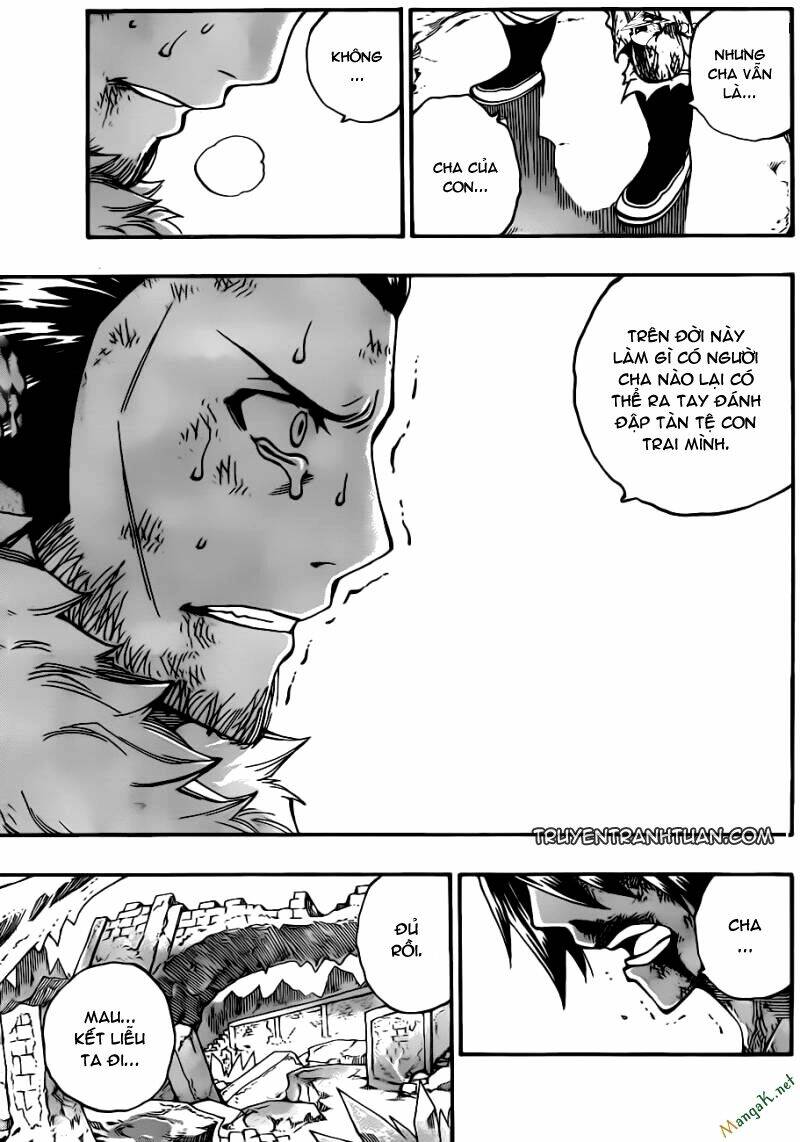 NHƯNG
CHA VẪN
LÀ...
CHA CỦA
CON...
KHÔNG
...
TRÊN ĐỜI NÀY
LÀM GÌ CÓ NGƯỜI
CHA NÀO LẠI CÓ
THỂ RA TAY ĐÁNH
ĐẬP TÀN TỆ CON
TRAI MÌNH.
TRUYENTRANHTUAN.COM
CHA
...
ĐỦ
RỒI.
MAU...
KẾT LIỄU
TA ĐI...
MangaK.net